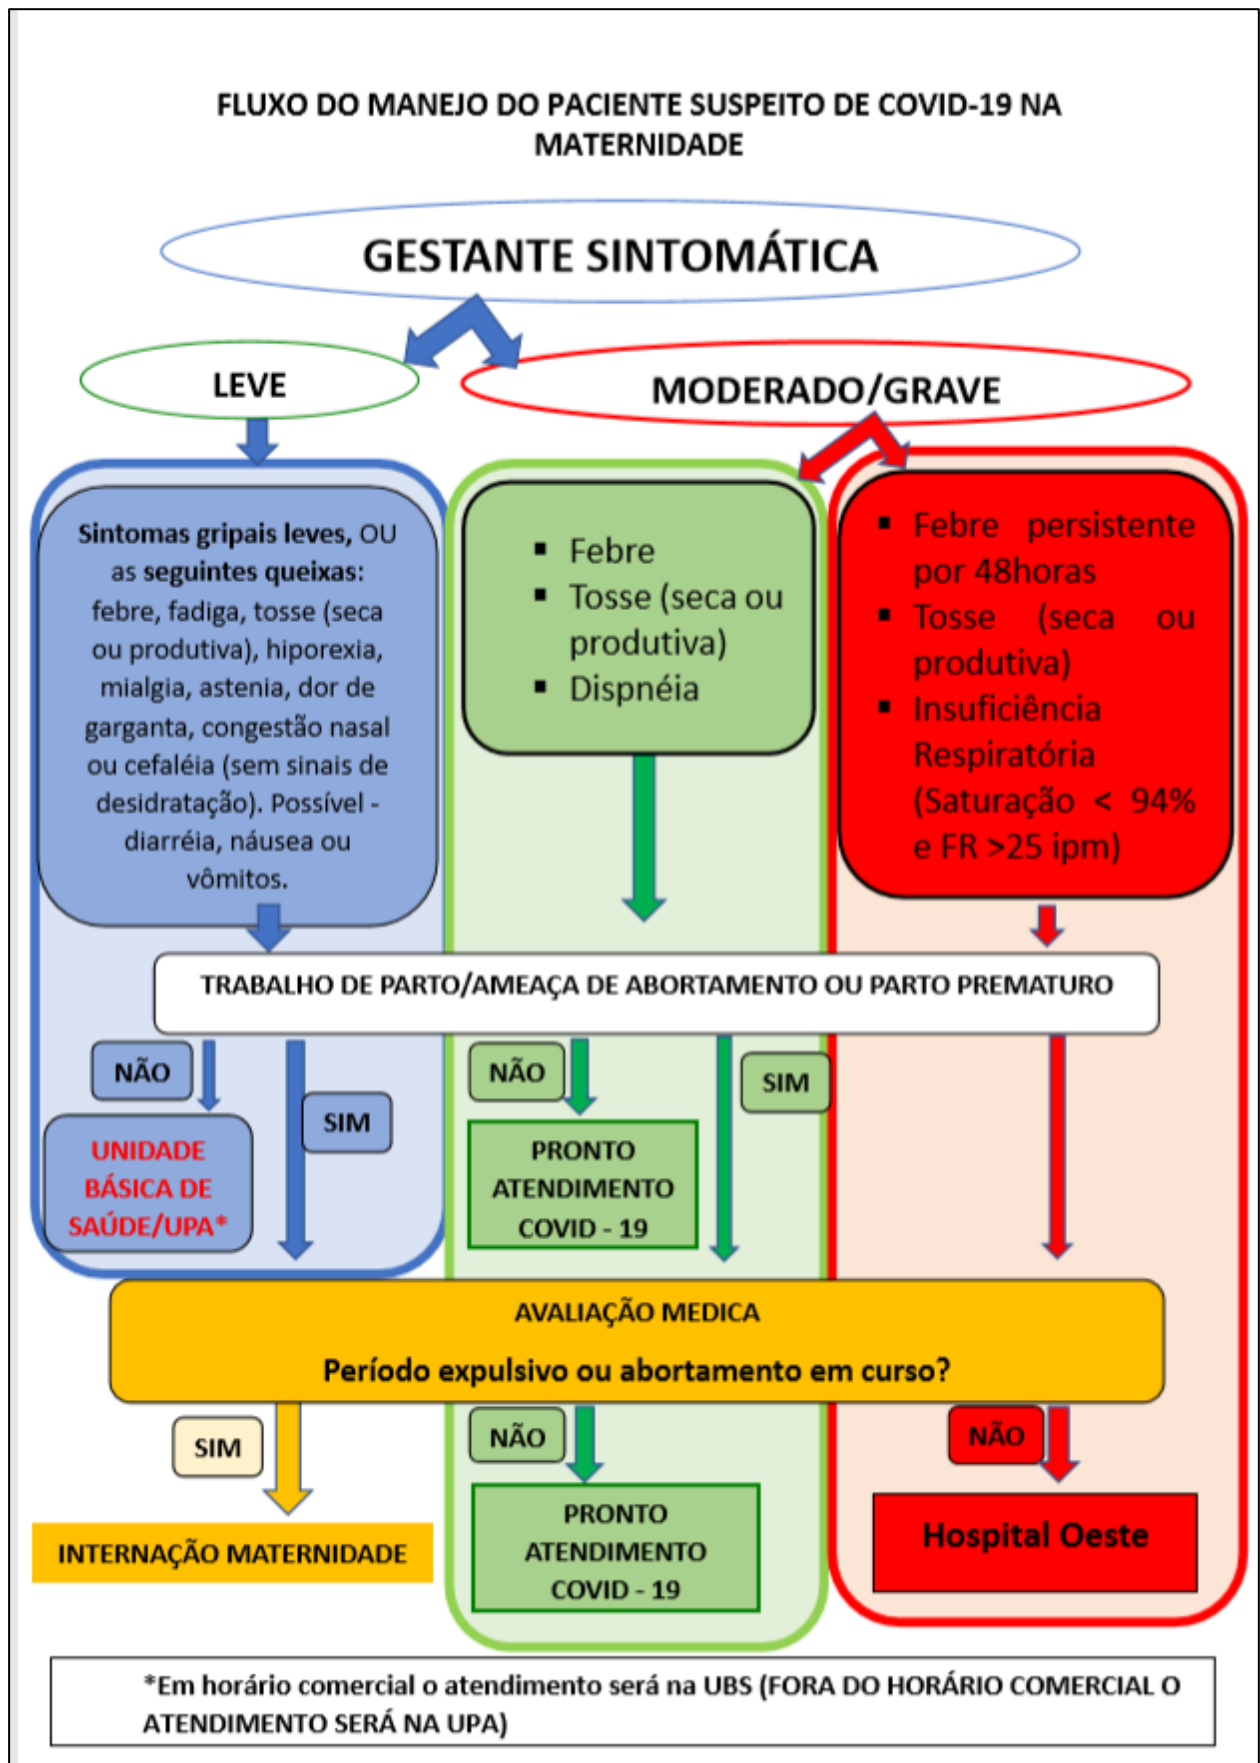 FLUXO DO MANEJO DO PACIENTE SUSPEITO DE COVID-19 NA
MATERNIDADE
GESTANTE SINTOMÁTICA
LEVE
MODERADO/GRAVE
Sintomas gripais leves, OU
as seguintes queixas:
febre, fadiga, tosse (seca
ou produtiva), hiporexia,
mialgia, astenia, dor de
garganta, congestão nasal
ou cefaléia (sem sinais de
desidratação). Possível -
diarréia, náusea ou
vômitos.
▪ Febre
▪ Tosse (seca ou
produtiva)
▪ Dispnéia
▪ Febre persistente
por 48horas
▪ Tosse (seca ou
produtiva)
▪ Insuficiência
Respiratória
(Saturação < 94%
e FR >25 ipm)
TRABALHO DE PARTO/AMEAÇA DE ABORTAMENTO OU PARTO PREMATURO
NÃO
SIM
NÃO
SIM
UNIDADE
BÁSICA DE
SAÚDE/UPA*
PRONTO
ATENDIMENTO
COVID - 19
AVALIAÇÃO MEDICA
Período expulsivo ou abortamento em curso?
SIM
NÃO
NÃO
INTERNAÇÃO MATERNIDADE
PRONTO
ATENDIMENTO
COVID - 19
Hospital Oeste
*Em horário comercial o atendimento será na UBS (FORA DO HORÁRIO COMERCIAL O
ATENDIMENTO SERÁ NA UPA)